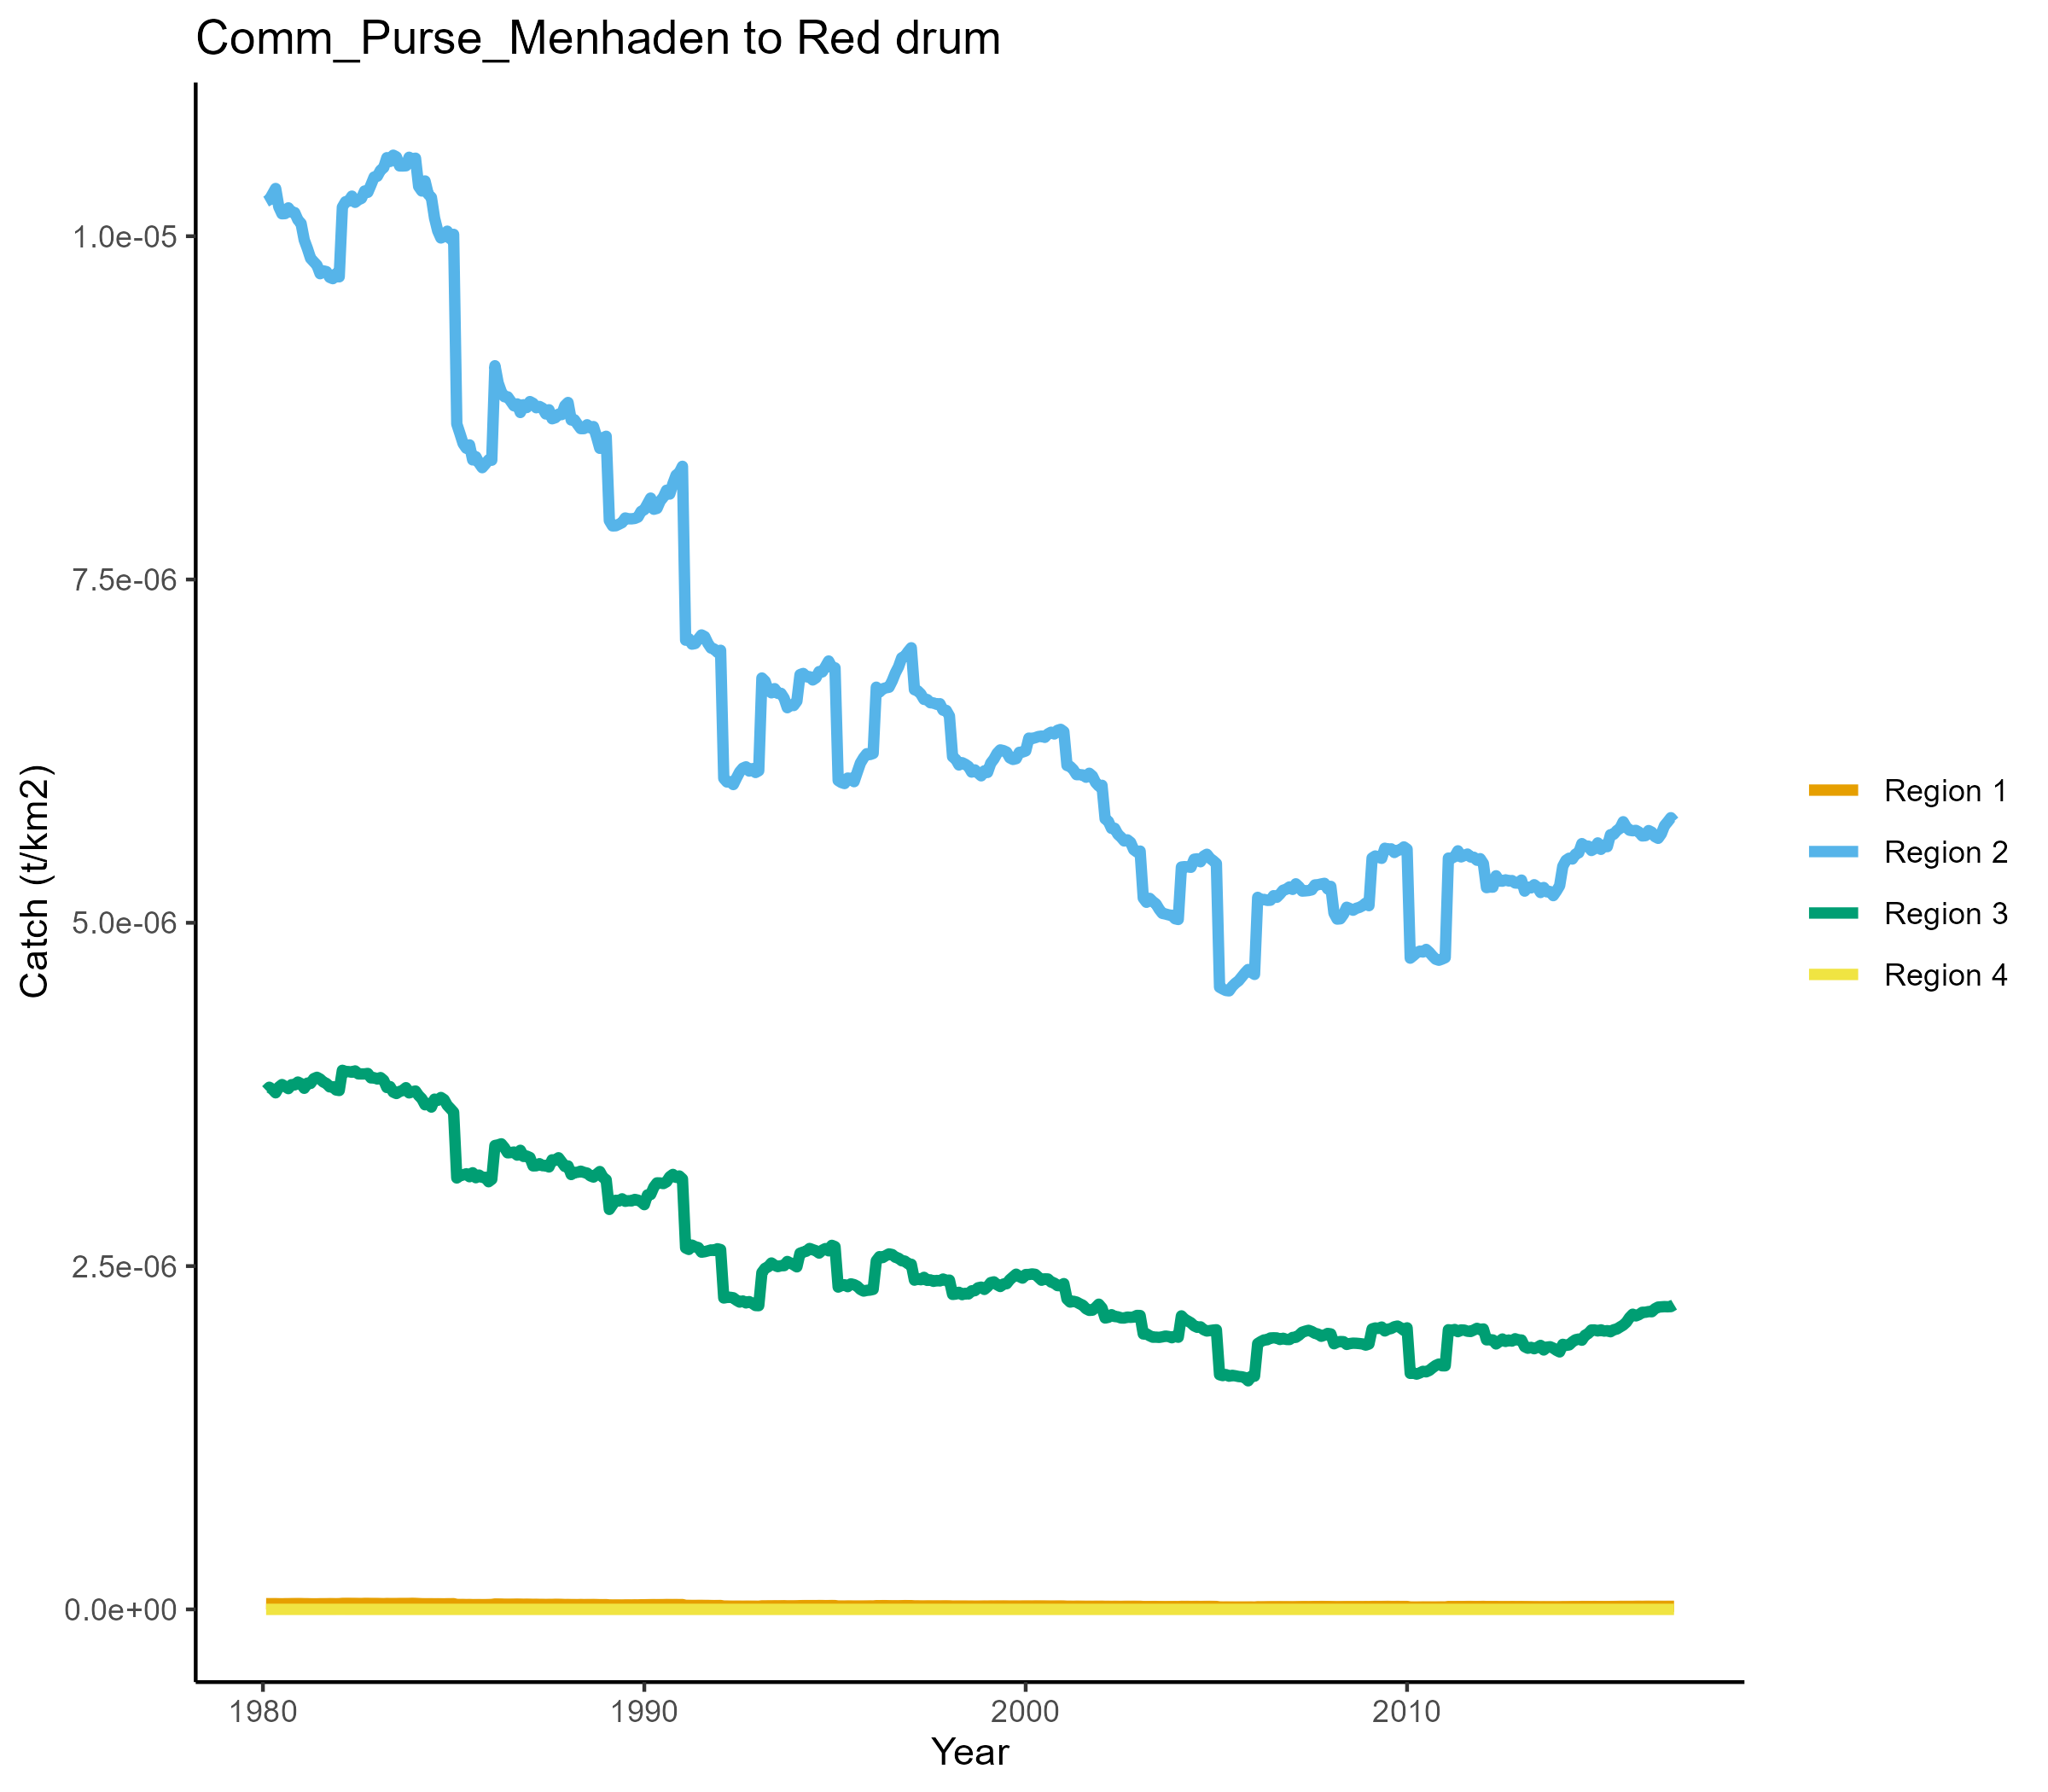 Comm_Purse_Menhaden to Red drum
Catch (t/km2)
1.0e-05
7.5e-06
5.0e-06
2.5e-06
0.0e+00
1980
1990
2000
2010
Year
Region 1
Region 2
Region 3
Region 4